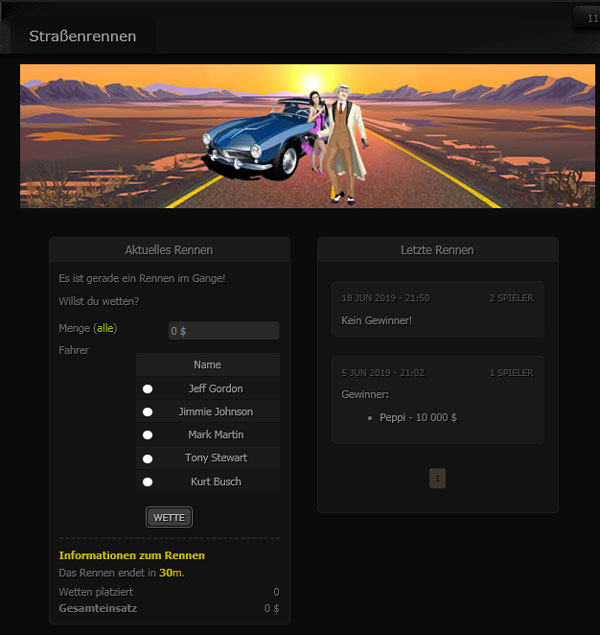 11
Straßenrennen
Aktuelles Rennen
Es ist gerade ein Rennen im Gange!
Willst du wetten?
Menge (alle)
0 $
Fahrer
Name
Jeff Gordon
Jimmie Johnson
Mark Martin
Tony Stewart
Kurt Busch
WETTE
Informationen zum Rennen
Das Rennen endet in 30m.
Wetten platziert 0
Gesamteinsatz 0 $
Letzte Rennen
18 JUN 2019 - 21:50 2 SPIELER
Kein Gewinner!
5 JUN 2019 - 21:02 1 SPIELER
Gewinner:
• Peppi - 10 000 $
1